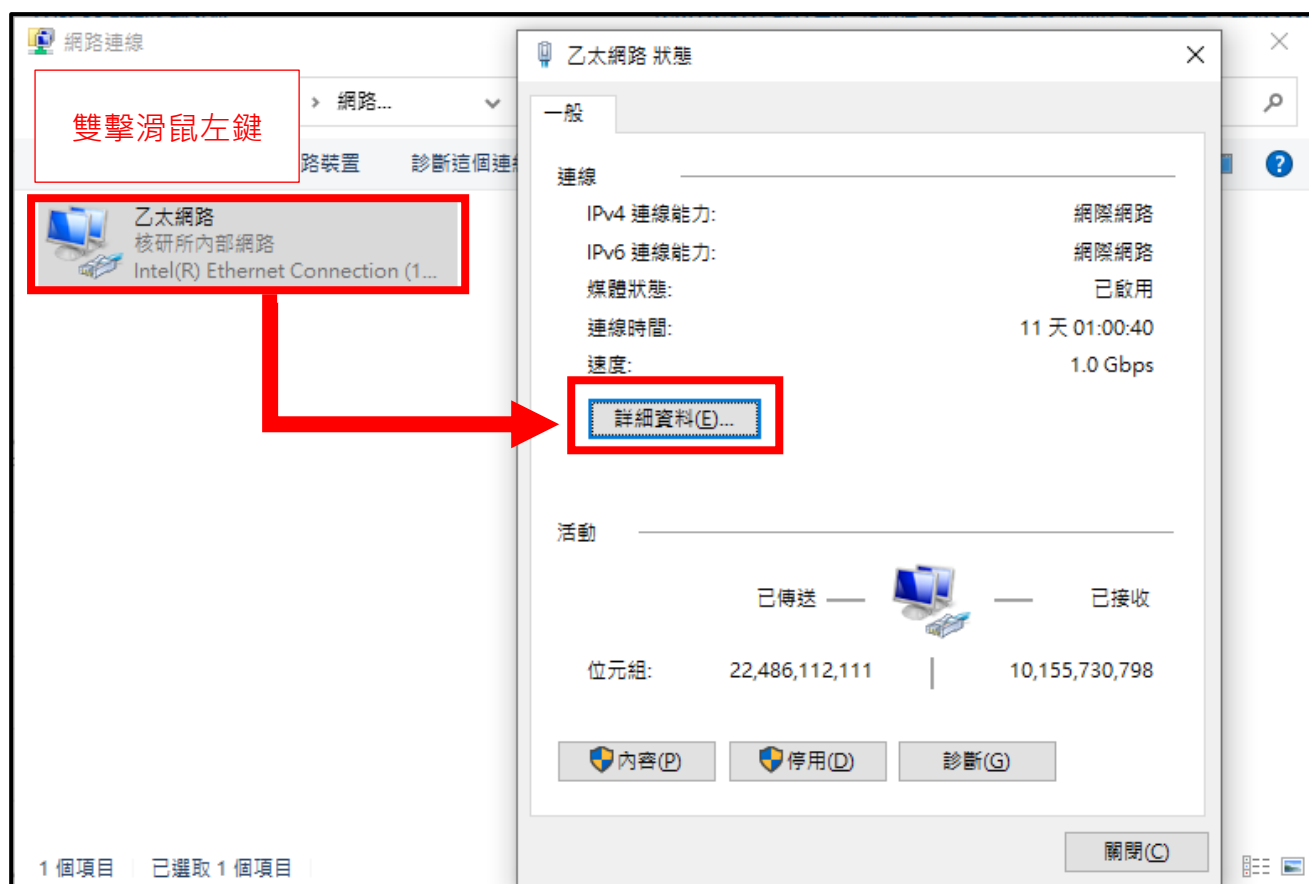 網路連線
雙擊滑鼠左鍵
網路...
路裝置 診斷這個連
乙太網路
核研所內部網路
Intel(R) Ethernet Connection (1...
1 個項目 已選取 1 個項目
乙太網路 狀態
一般
連線
IPv4 連線能力: 網際網路
IPv6 連線能力: 網際網路
媒體狀態: 已啟用
連線時間: 11 天 01:00:40
速度: 1.0 Gbps
詳細資料(E)...
活動
已傳送 已接收
位元組: 22,486,112,111 10,155,730,798
內容(P) 停用(D) 診斷(G)
關閉(C)